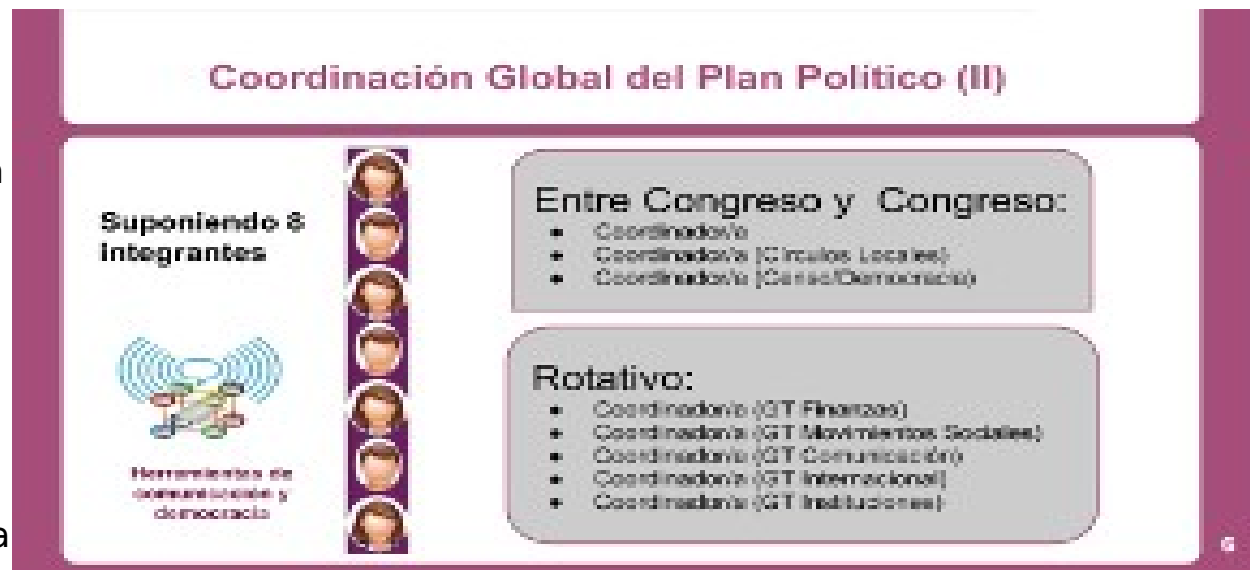 Coordinación Global del Plan Político (II)
Suponiendo 8
integrantes
Herramientas de
comunicación y
democracia
Entre Congreso y Congreso:
• Coordinador/a
• Coordinador/a (Círculos Locales)
• Coordinador/a (Censo/Democracia)
Rotativo:
• Coordinador/a (GT Finanzas)
• Coordinador/a (GT Movimientos Sociales)
• Coordinador/a (GT Comunicación)
• Coordinador/a (GT Internacional)
• Coordinador/a (GT Instituciones)
a
6